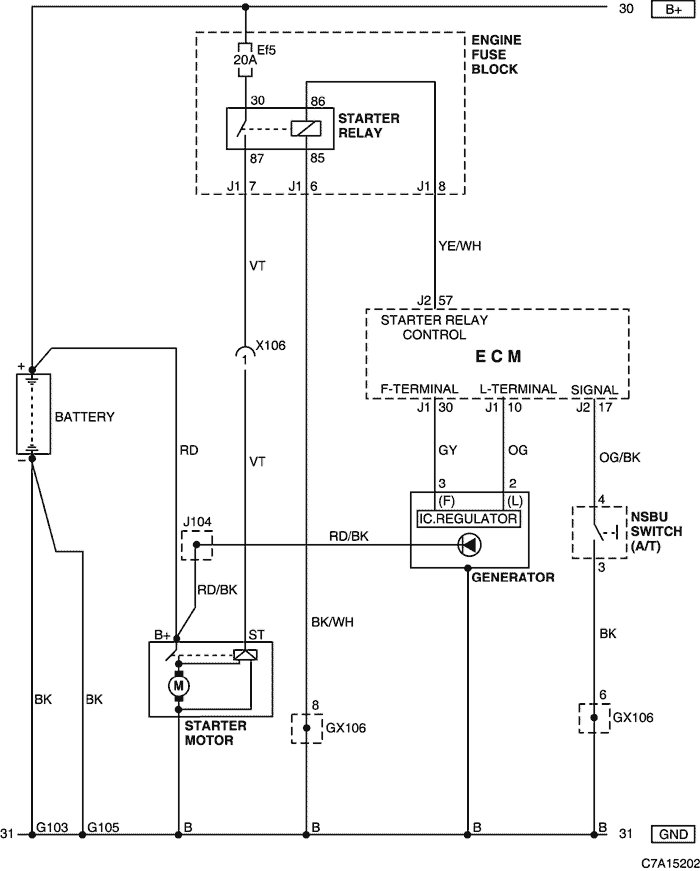 30 B+
Ef5
20A
ENGINE
FUSE
BLOCK
30 86
STARTER
RELAY
87 85
J1 7 J1 6 J1 8
YE/WH
VT
J2 57
STARTER RELAY
CONTROL
ECM
F-TERMINAL L-TERMINAL SIGNAL
J1 30 J1 10 J2 17
X106
1
+
BATTERY
–
RD
VT
GY OG OG/BK
3 2 4
(F) (L)
IC.REGULATOR
NSBU
SWITCH
(A/T)
J104
RD/BK
GENERATOR
3
RD/BK
BK/WH
BK
B+ ST
M
STARTER
MOTOR
BK BK
8
GX106
6
GX106
31 G103 G105 B B B B 31 GND
C7A15202